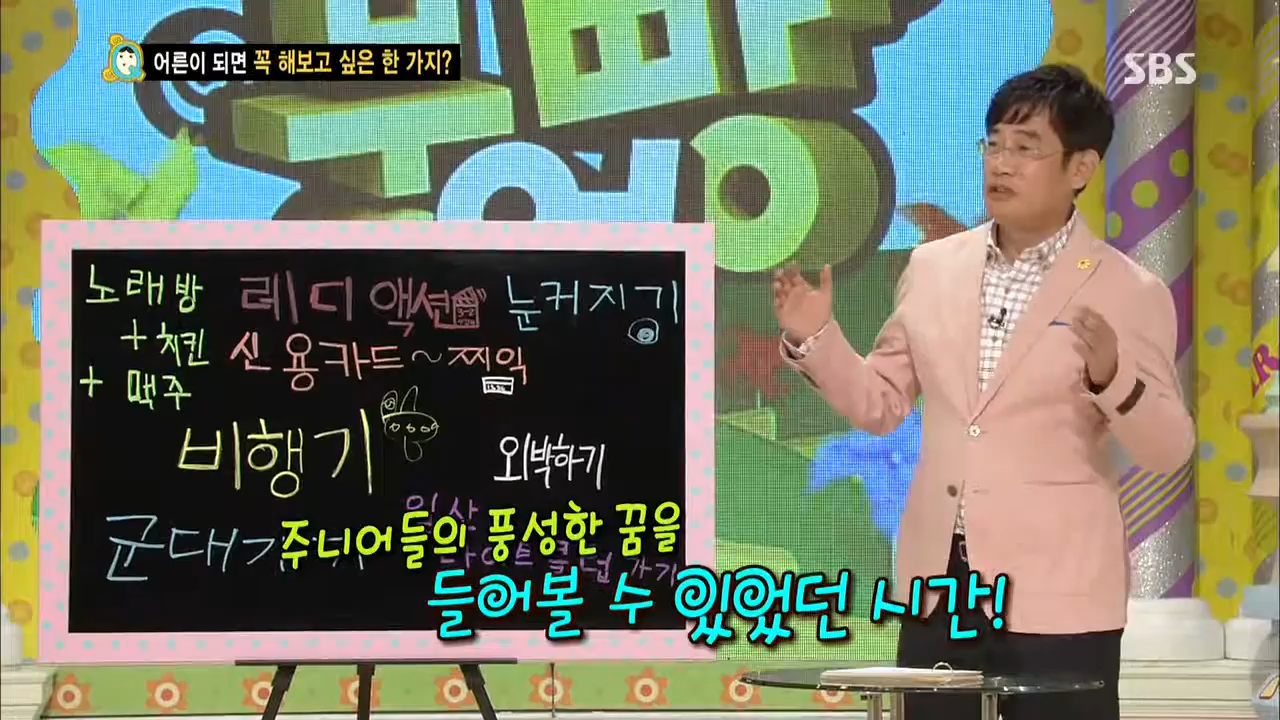 어른이 되면 꼭 해보고 싶은 한 가지?
SBS
노래방 레디 액션 눈커지기
+ 치킨 신용카드~찌익
+ 맥주
비행기
외박하기
일산
군대가
주니어들의 풍성한 꿈을
들어볼 수 있었던 시간!